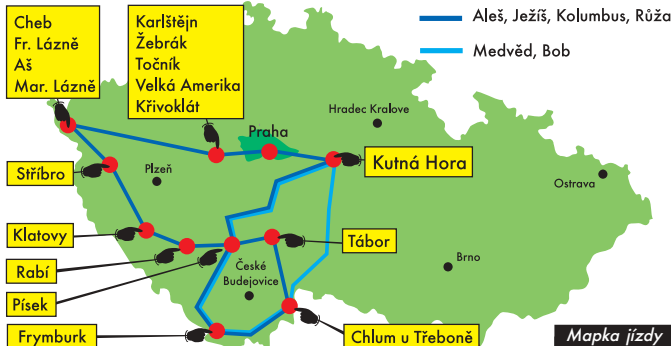 Cheb
Fr. Lázně
Aš
Mar. Lázně
Karlštějn
Žebrák
Točník
Velká Amerika
Křivoklát
Aleš, Ježíš, Kolumbus, Růža
Medvěd, Bob
Hradec Kralove
Praha
Kutná Hora
Stříbro
Plzeň
Ostrava
Klatovy
Tábor
Rabí
Brno
České
Budejovice
Písek
Frymburk
Chlum u Třeboně
Mapka jízdy